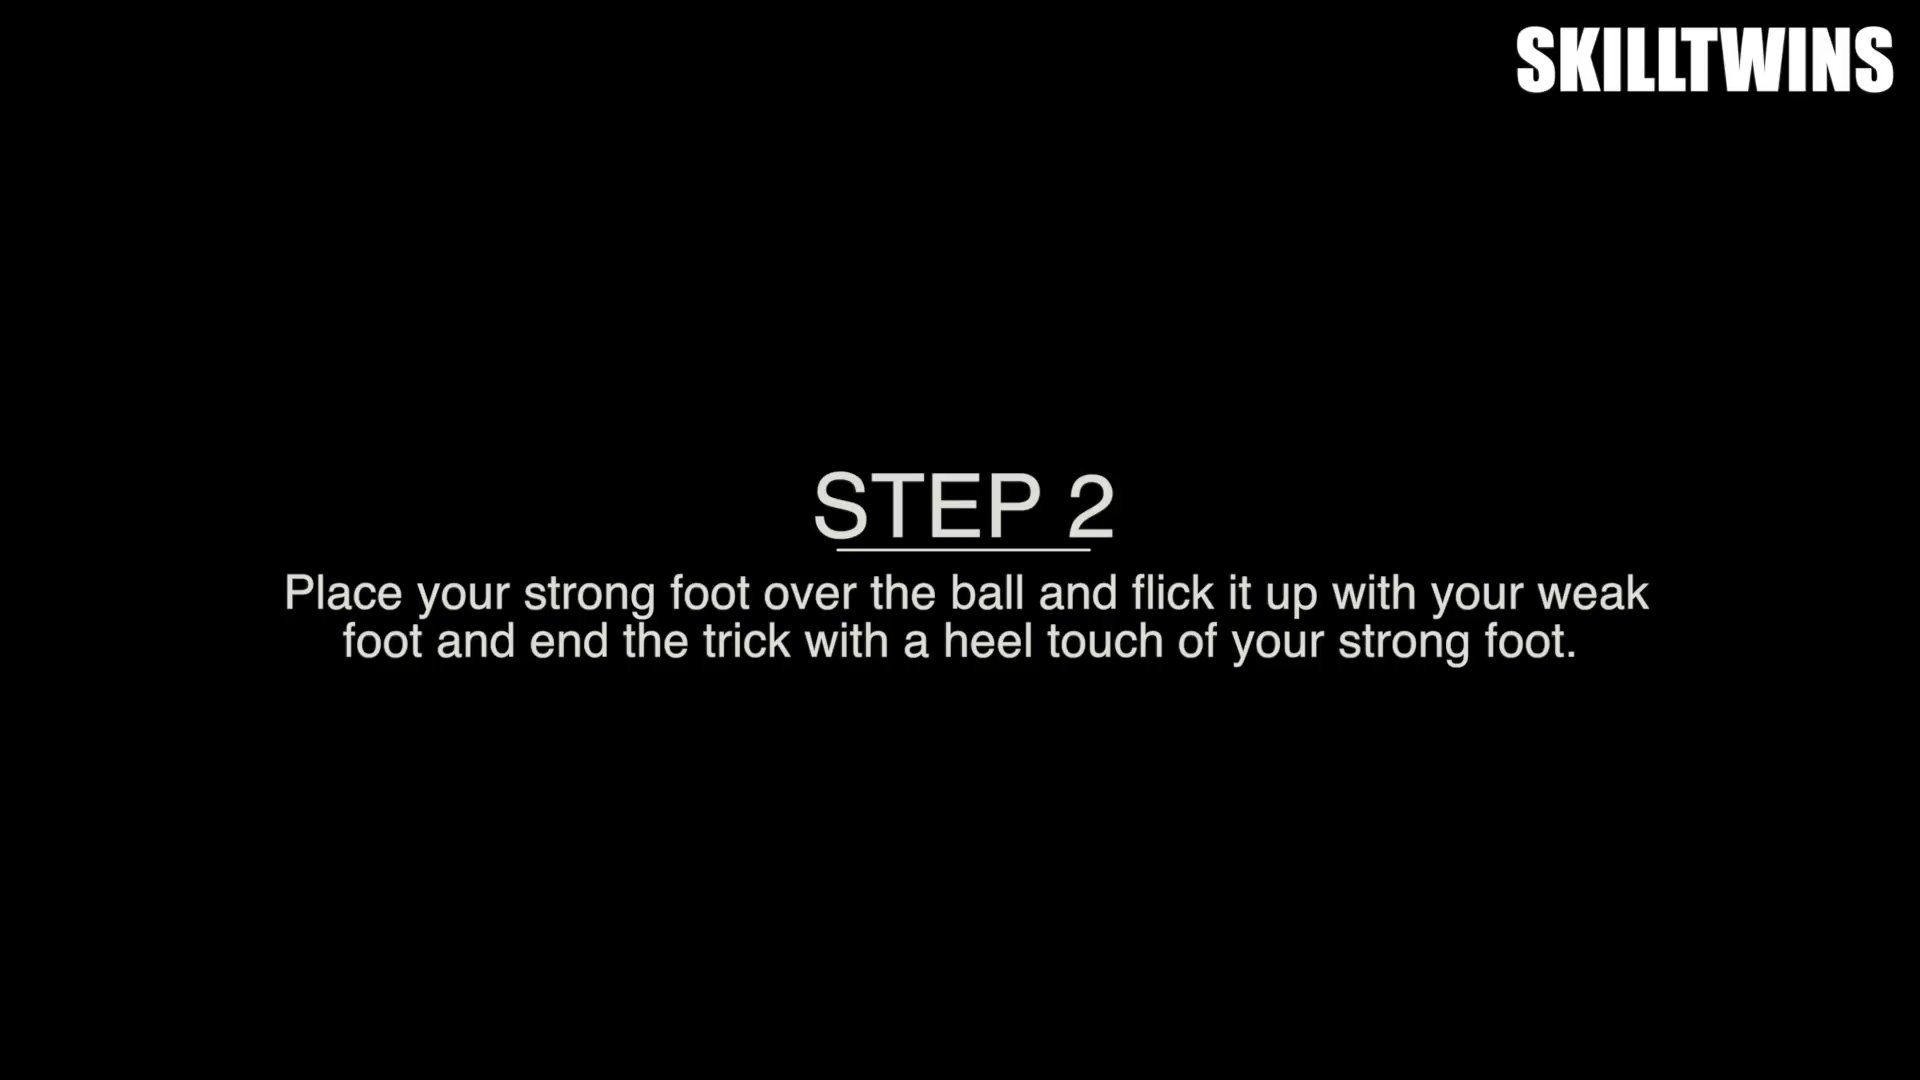 SKILLTWINS
STEP 2
Place your strong foot over the ball and flick it up with your weak
foot and end the trick with a heel touch of your strong foot.